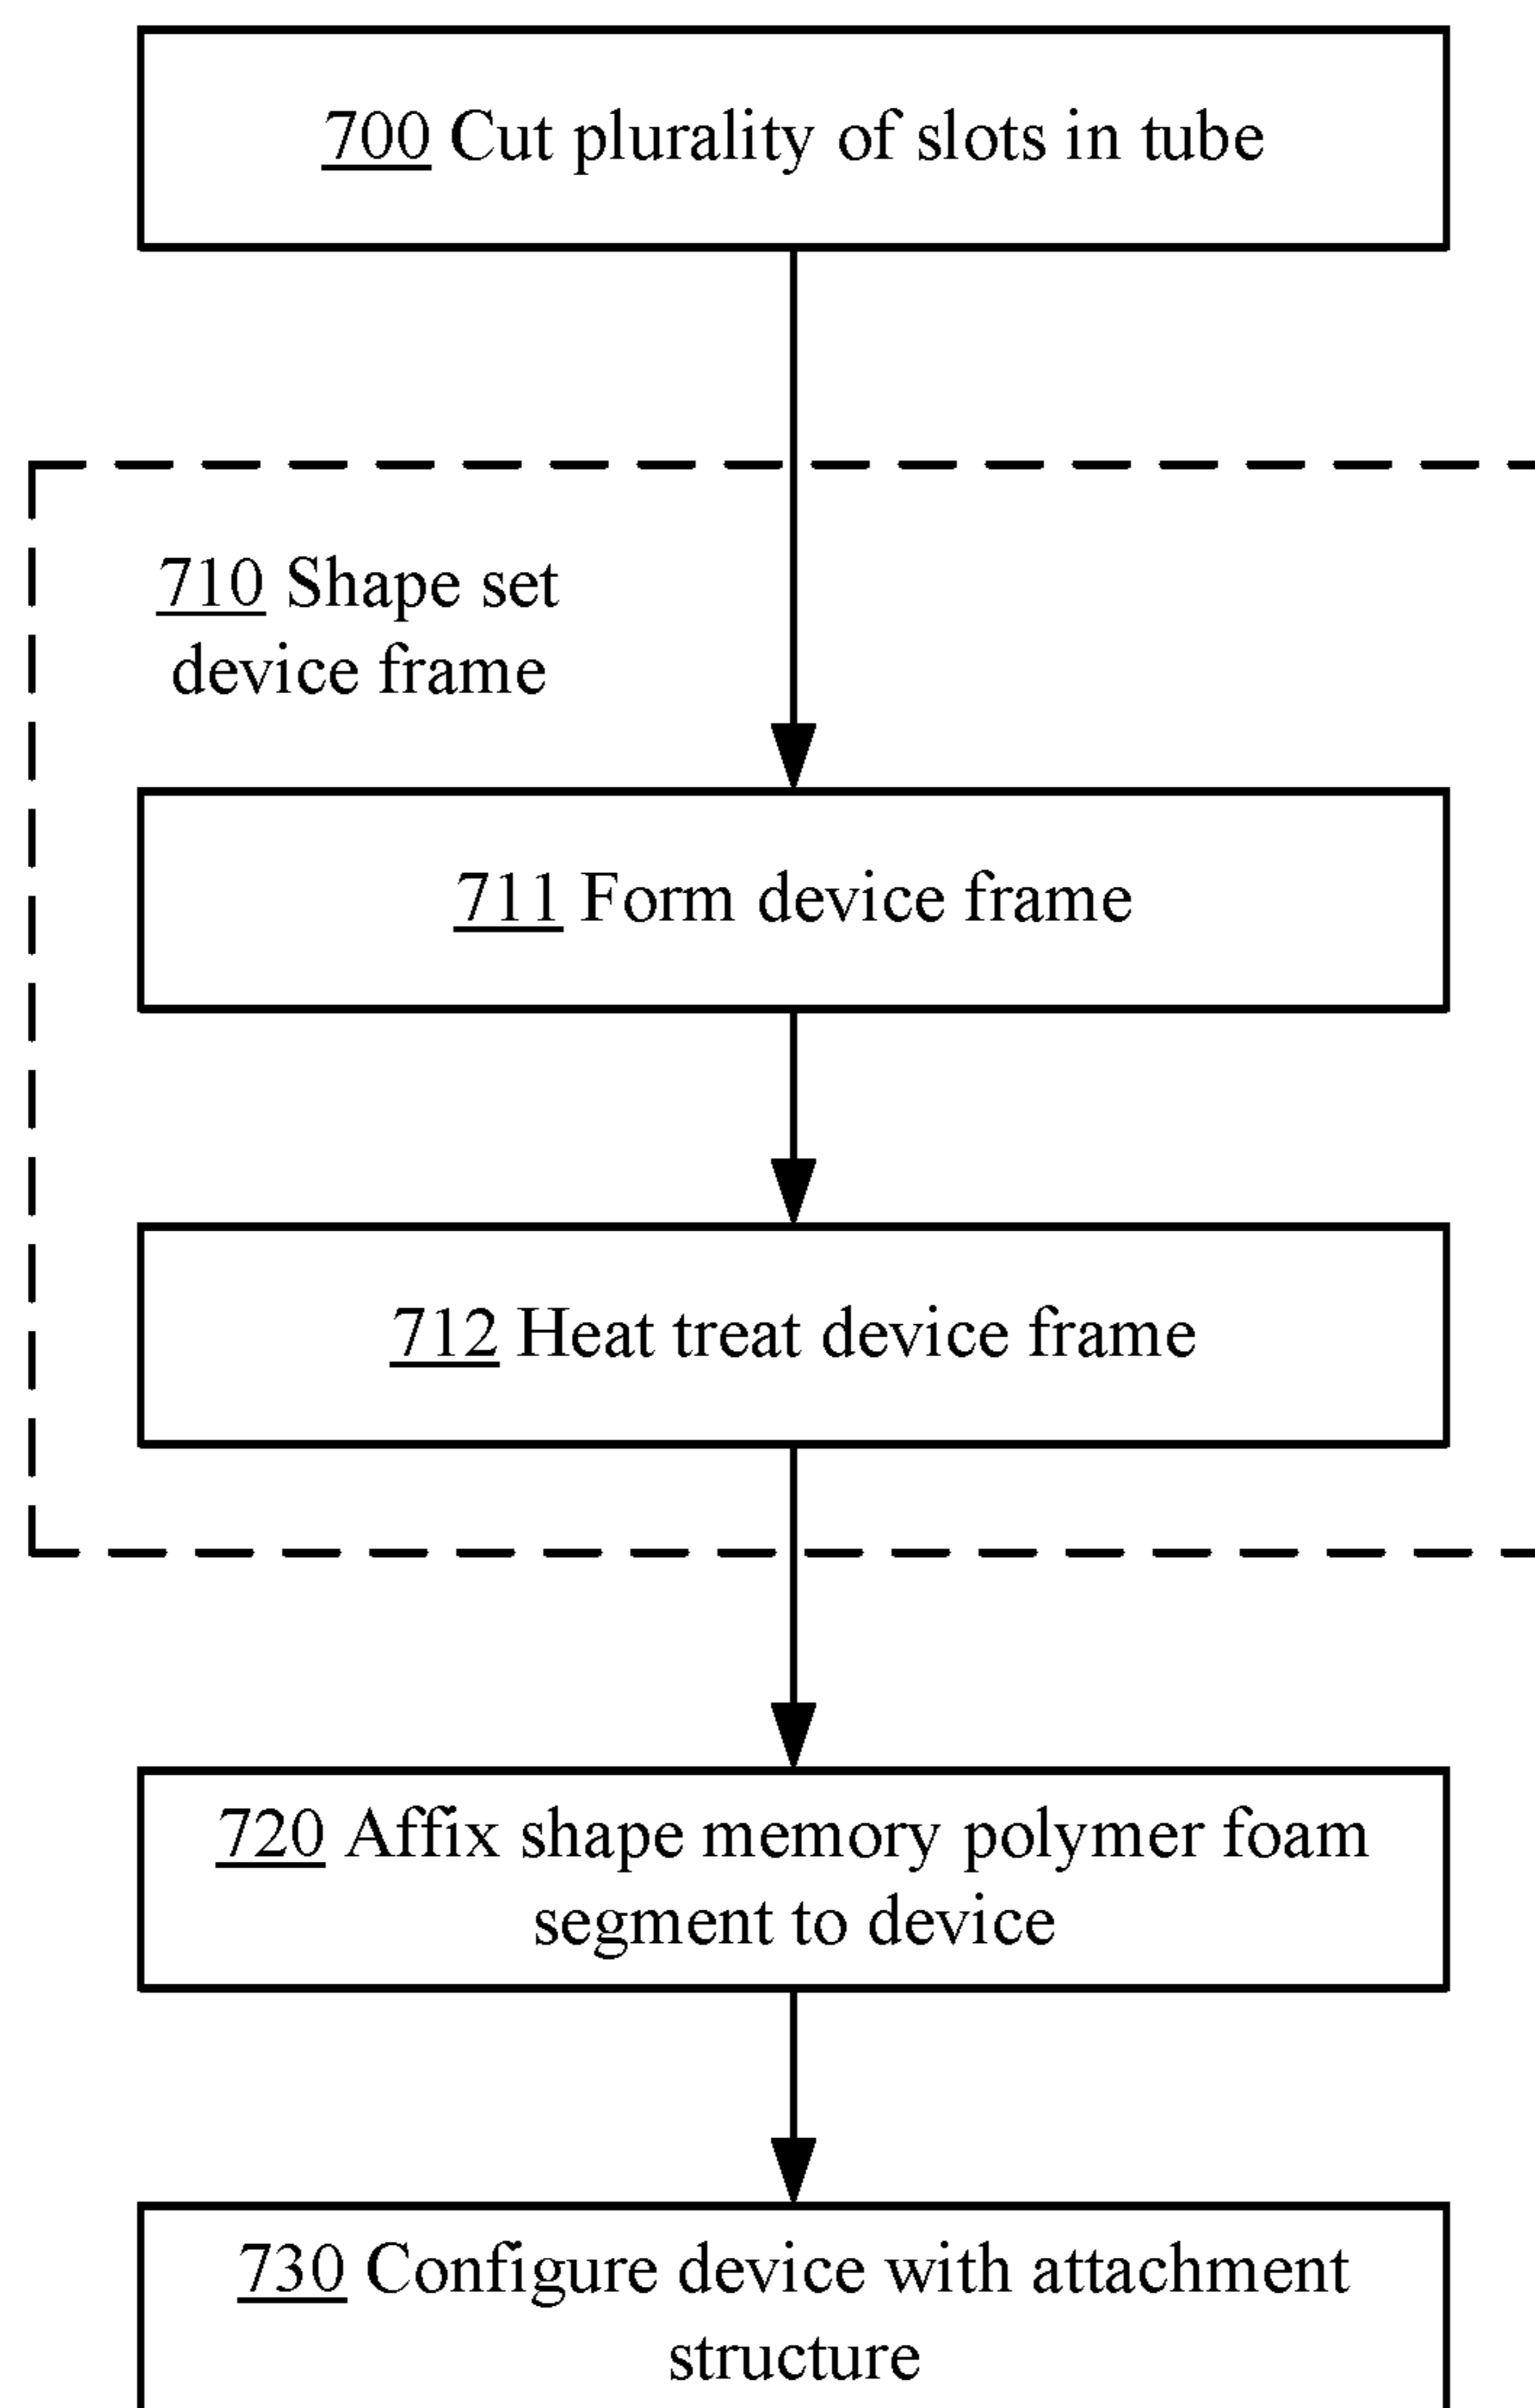 700 Cut plurality of slots in tube
710 Shape set
device frame
711 Form device frame
712 Heat treat device frame
720 Affix shape memory polymer foam
segment to device
730 Configure device with attachment
structure